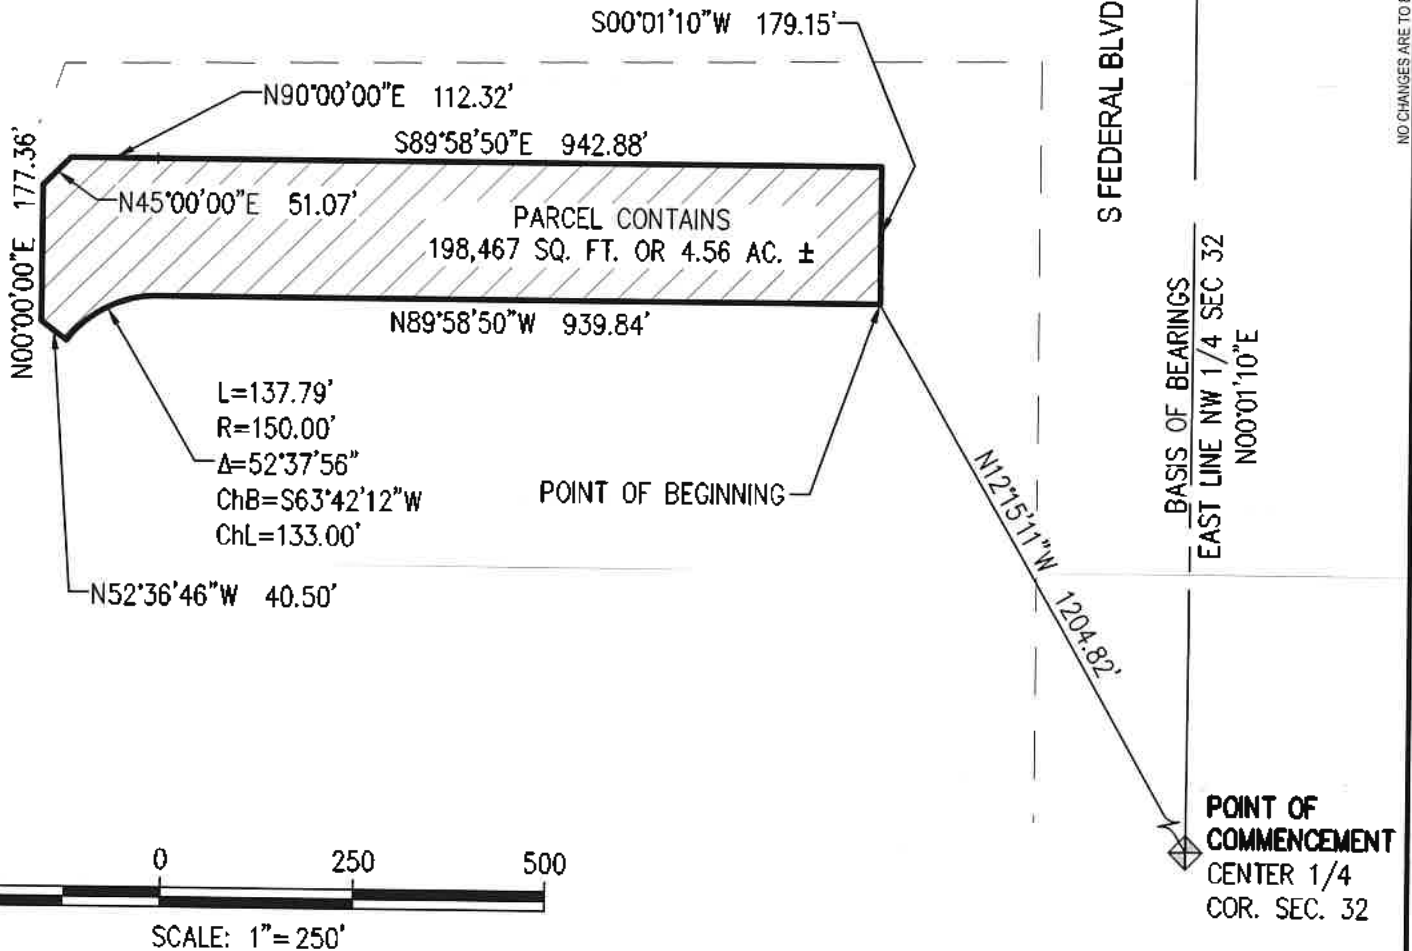 S00°01'10"W 179.15'
N90°00'00"E 112.32'
S89°58'50"E 942.88'
N00°00'00"E 177.36'
N45°00'00"E 51.07'
PARCEL CONTAINS
198,467 SQ. FT. OR 4.56 AC. ±
N89°58'50"W 939.84'
L=137.79'
R=150.00'
Δ=52°37'56"
ChB=S63°42'12"W
ChL=133.00'
POINT OF BEGINNING
N52°36'46"W 40.50'
S FEDERAL BLVD
NO CHANGES ARE TO
BASIS OF BEARINGS
EAST LINE NW 1/4 SEC 32
N00°01'10"E
N12°15'11"W 1204.82'
POINT OF
COMMENCEMENT
CENTER 1/4
COR. SEC. 32
0 250 500
SCALE: 1"=250'